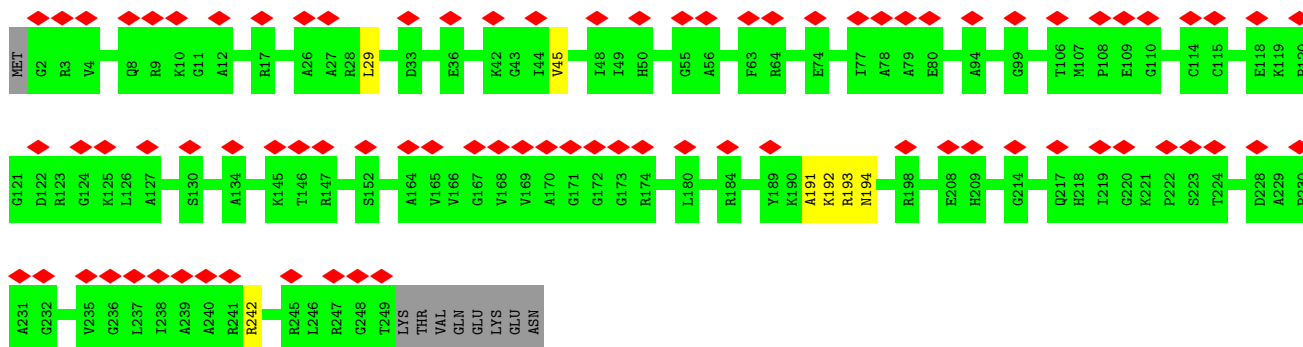 MET G2 R3 V4 Q8 R9 K10 G11 A12 R17 A26 A27 R28 L29 D33 E36 K42 G43 I44 V45 I48 I49 H50 G55 A56 F63 R64 E74 I77 A78 A79 E80 A94 G99 T106 M107 P108 E109 G110 C114 C115 E118 K119
G121 D122 R123 G124 K125 L126 A127 S130 A134 K145 T146 R147 S152 A164 V165 V166 G167 V168 V169 A170 G171 G172 G173 R174 L180 R184 Y189 K190 A191 K192 R193 N194 R198 E208 H209 G214 Q217 H218 I219 G220 K221 P222 S223 T224 D228 A229
A231 G232 V235 G236 L237 I238 A239 A240 R241 R242 R245 L246 R247 G248 T249 LYS THR VAL GLN GLU LYS GLU ASN